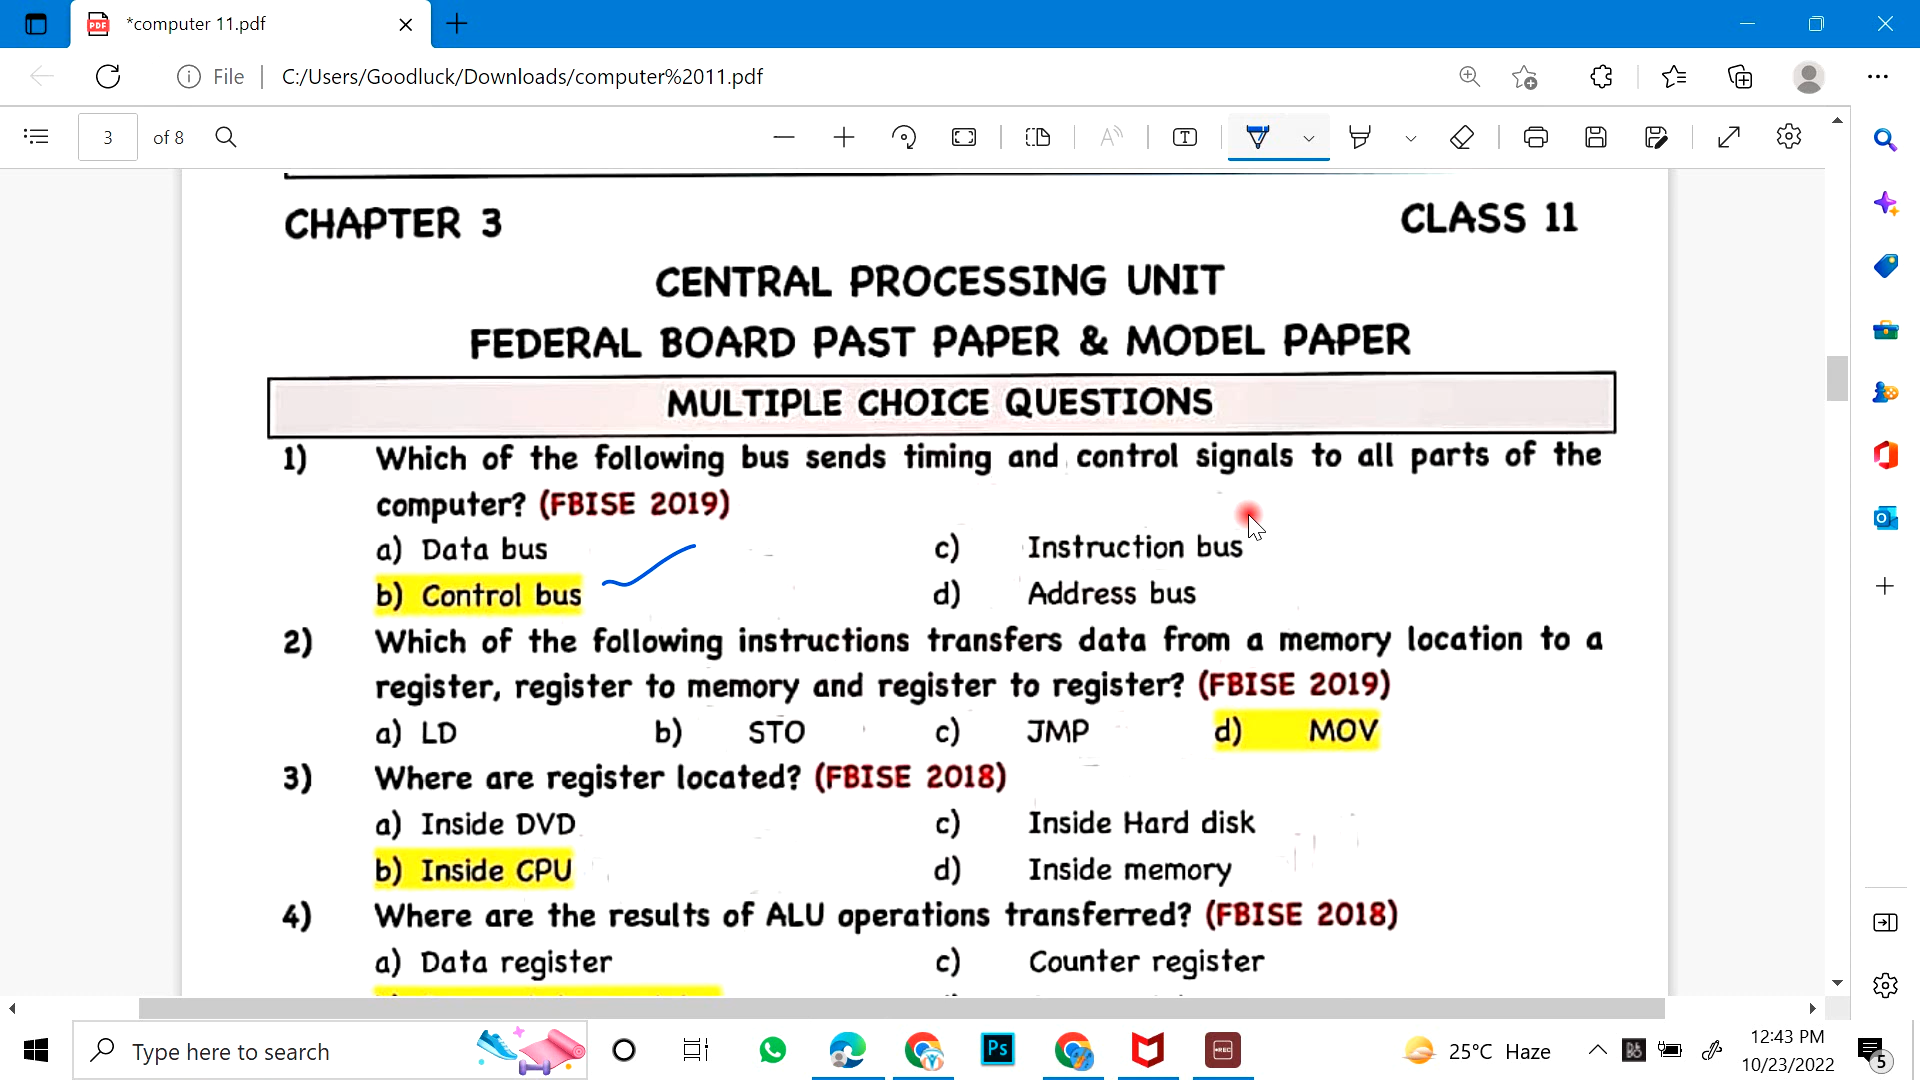 *computer 11.pdf
File
C:/Users/Goodluck/Downloads/computer%2011.pdf
3 of 8
CHAPTER 3
CLASS 11
CENTRAL PROCESSING UNIT
FEDERAL BOARD PAST PAPER & MODEL PAPER
MULTIPLE CHOICE QUESTIONS
1) Which of the following bus sends timing and control signals to all parts of the
computer? (FBISE 2019)
a) Data bus c) Instruction bus
b) Control bus d) Address bus
2) Which of the following instructions transfers data from a memory location to a
register, register to memory and register to register? (FBISE 2019)
a) LD b) STO c) JMP d) MOV
3) Where are register located? (FBISE 2018)
a) Inside DVD c) Inside Hard disk
b) Inside CPU d) Inside memory
4) Where are the results of ALU operations transferred? (FBISE 2018)
a) Data register c) Counter register
Type here to search
Ps
25°C Haze
12:43 PM
10/23/2022
5